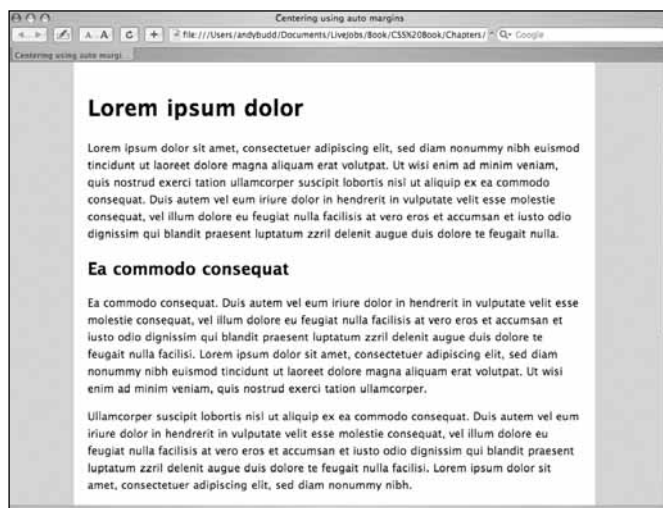 Centering using auto margins
A A C + file:///Users/andybudd/Documents/LiveJobs/Book/CSS%20Book/Chapters/ Q Google
Centering using auto margi...
Lorem ipsum dolor
Lorem ipsum dolor sit amet, consectetuer adipiscing elit, sed diam nonummy nibh euismod
tincidunt ut laoreet dolore magna aliquam erat volutpat. Ut wisi enim ad minim veniam,
quis nostrud exerci tation ullamcorper suscipit lobortis nisl ut aliquip ex ea commodo
consequat. Duis autem vel eum iriure dolor in hendrerit in vulputate velit esse molestie
consequat, vel illum dolore eu feugiat nulla facilisis at vero eros et accumsan et iusto odio
dignissim qui blandit praesent luptatum zzril delenit augue duis dolore te feugait nulla.
Ea commodo consequat
Ea commodo consequat. Duis autem vel eum iriure dolor in hendrerit in vulputate velit esse
molestie consequat, vel illum dolore eu feugiat nulla facilisis at vero eros et accumsan et
iusto odio dignissim qui blandit praesent luptatum zzril delenit augue duis dolore te
feugait nulla facilisi. Lorem ipsum dolor sit amet, consectetuer adipiscing elit, sed diam
nonummy nibh euismod tincidunt ut laoreet dolore magna aliquam erat volutpat. Ut wisi
enim ad minim veniam, quis nostrud exerci tation ullamcorper.
Ullamcorper suscipit lobortis nisl ut aliquip ex ea commodo consequat. Duis autem vel eum
iriure dolor in hendrerit in vulputate velit esse molestie consequat, vel illum dolore eu
feugiat nulla facilisis at vero eros et accumsan et iusto odio dignissim qui blandit praesent
luptatum zzril delenit augue duis dolore te feugait nulla facilisi. Lorem ipsum dolor sit
amet, consectetuer adipiscing elit, sed diam nonummy nibh.